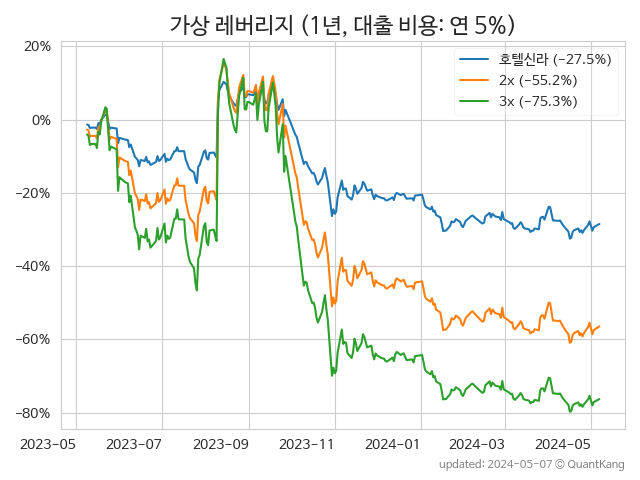 가상 레버리지 (1년, 대출 비용: 연 5%)
호텔신라 (−27.5%)
2x (−55.2%)
3x (−75.3%)
20%
0%
−20%
−40%
−60%
−80%
2023−05 2023−07 2023−09 2023−11 2024−01 2024−03 2024−05
updated: 2024-05-07 © QuantKang